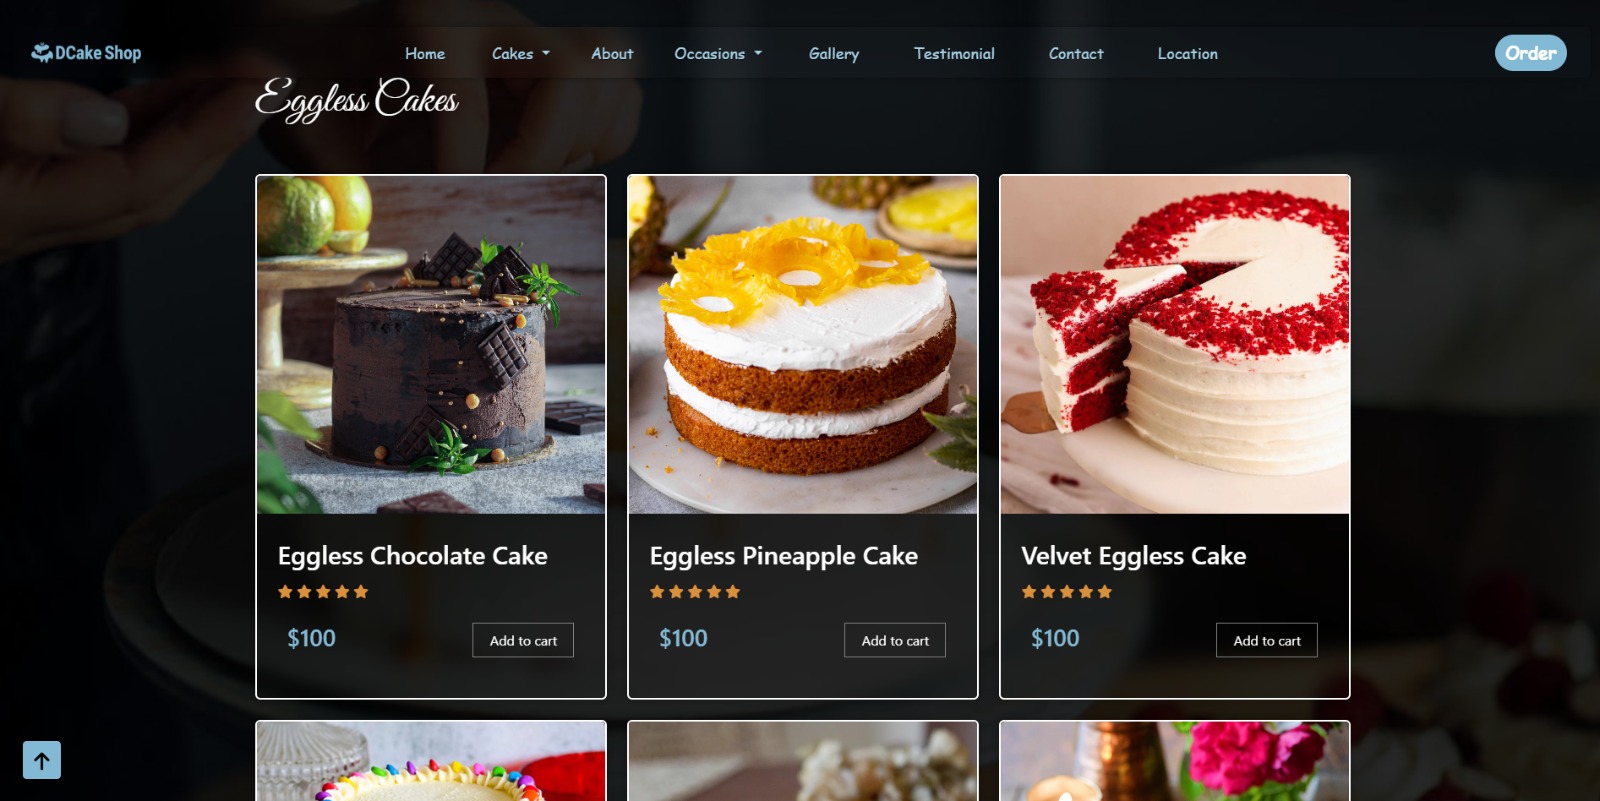 DCake Shop
Home
Cakes
About
Occasions
Gallery
Testimonial
Contact
Location
Order
Eggless Cakes
Eggless Chocolate Cake
$100
Add to cart
Eggless Pineapple Cake
$100
Add to cart
Velvet Eggless Cake
$100
Add to cart